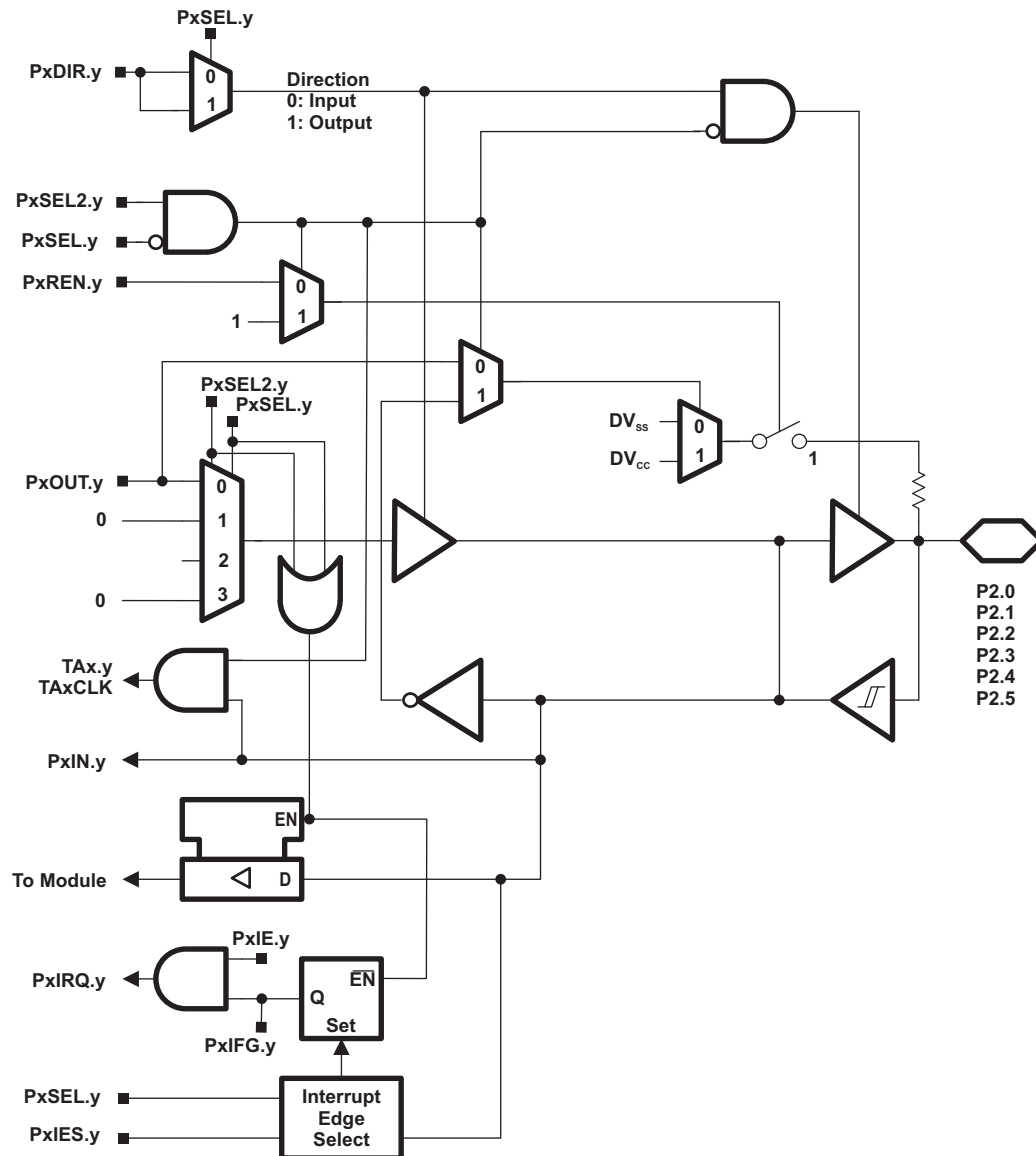 PxSEL.y
PxDIR.y
0
1
Direction
0: Input
1: Output
PxSEL2.y
PxSEL.y
PxREN.y
0
1
1
0
1
PxSEL2.y
PxSEL.y
DVSS
DVCC
0
1
1
PxOUT.y
0
0
1
2
0
3
P2.0
P2.1
P2.2
P2.3
P2.4
P2.5
TAx.y
TAxCLK
PxIN.y
EN
To Module
D
PxIE.y
PxIRQ.y
EN
Q
Set
PxIFG.y
PxSEL.y
PxIES.y
Interrupt
Edge
Select